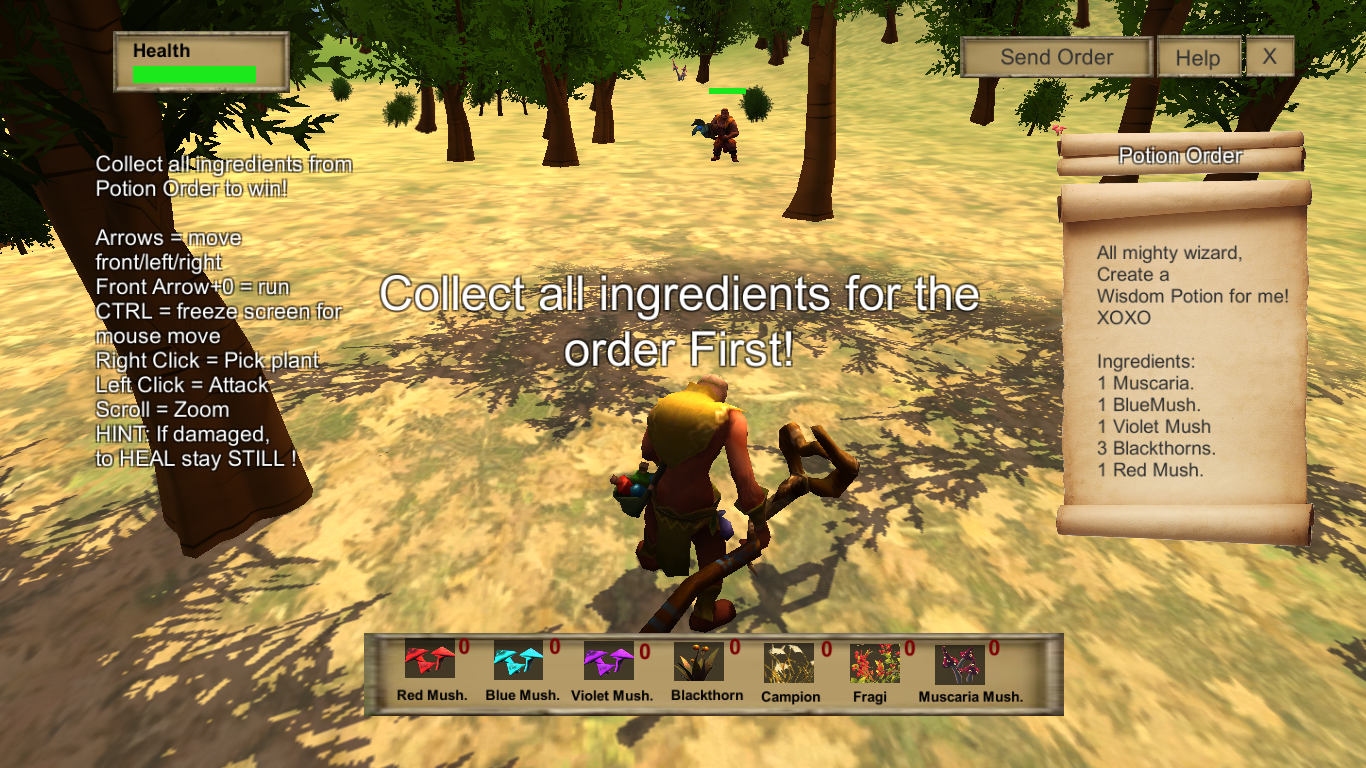 Health
Send Order
Help
X
Collect all ingredients from
Potion Order to win!
Arrows = move
front/left/right
Front Arrow+0 = run
CTRL = freeze screen for
mouse move
Right Click = Pick plant
Left Click = Attack
Scroll = Zoom
HINT: If damaged,
to HEAL stay STILL !
Collect all ingredients for the
order First!
Potion Order
All mighty wizard,
Create a
Wisdom Potion for me!
XOXO
Ingredients:
1 Muscaria.
1 BlueMush.
1 Violet Mush
3 Blackthorns.
1 Red Mush.
0 0 0 0 0 0 0
Red Mush. Blue Mush. Violet Mush. Blackthorn Campion Fragi Muscaria Mush.